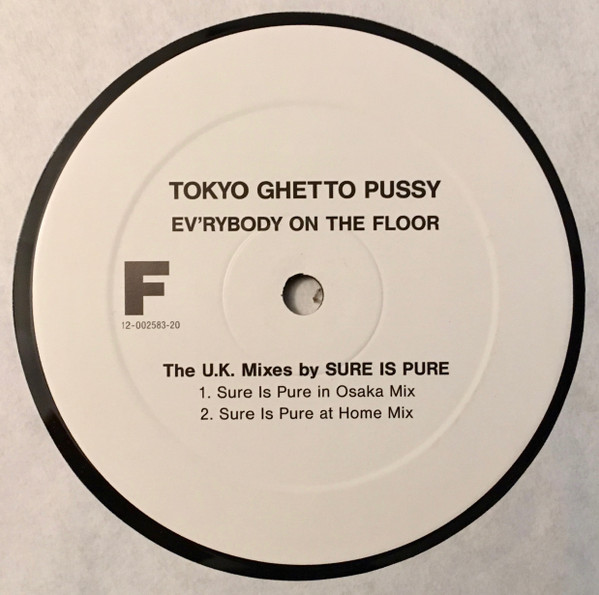 TOKYO GHETTO PUSSY
EV'RYBODY ON THE FLOOR
F
12-002583-20
The U.K. Mixes by SURE IS PURE
1. Sure Is Pure in Osaka Mix
2. Sure Is Pure at Home Mix